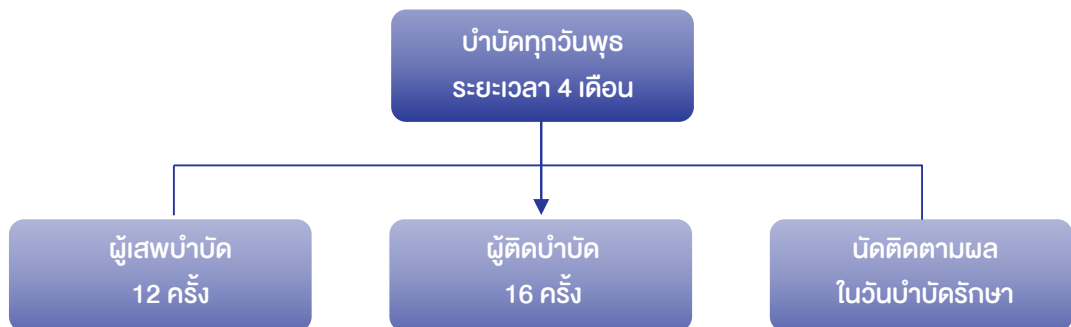 บำบัดทุกวันพุธ
ระยะเวลา 4 เดือน
ผู้เสพบำบัด
12 ครั้ง
ผู้ติดบำบัด
16 ครั้ง
นัดติดตามผล
ในวันบำบัดรักษา